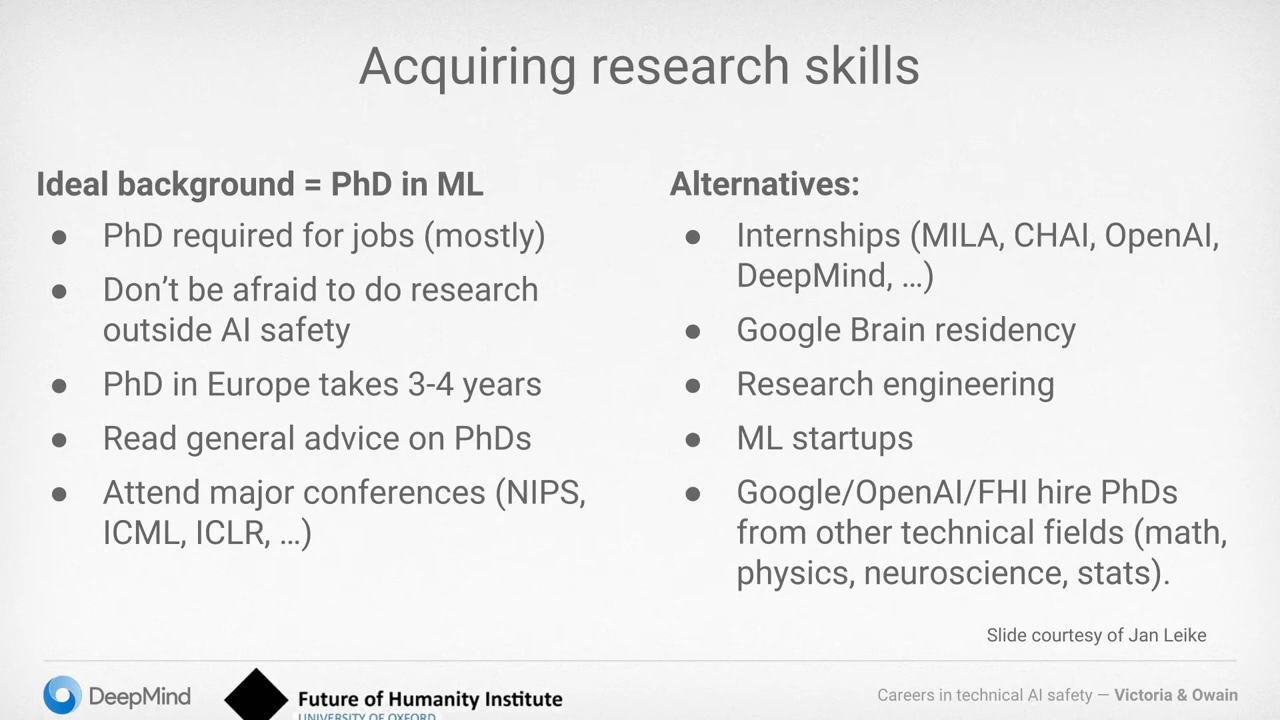 Acquiring research skills
Ideal background = PhD in ML
● PhD required for jobs (mostly)
● Don’t be afraid to do research
outside AI safety
● PhD in Europe takes 3-4 years
● Read general advice on PhDs
● Attend major conferences (NIPS,
ICML, ICLR, …)
Alternatives:
● Internships (MILA, CHAI, OpenAI,
DeepMind, …)
● Google Brain residency
● Research engineering
● ML startups
● Google/OpenAI/FHI hire PhDs
from other technical fields (math,
physics, neuroscience, stats).
Slide courtesy of Jan Leike
DeepMind
Future of Humanity Institute
UNIVERSITY OF OXFORD
Careers in technical AI safety — Victoria & Owain